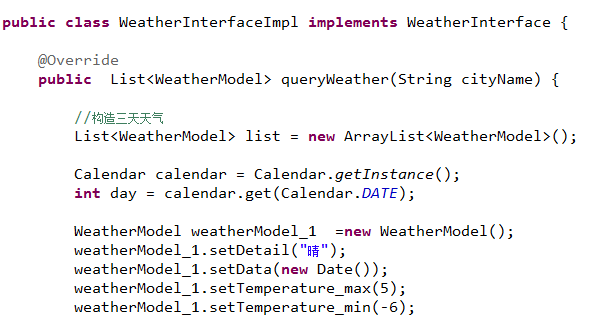 public class WeatherInterfaceImpl implements WeatherInterface {
@Override
public  List<WeatherModel> queryWeather(String cityName) {
//构造三天天气
List<WeatherModel> list = new ArrayList<WeatherModel>();
Calendar calendar = Calendar.getInstance();
int day = calendar.get(Calendar.DATE);
WeatherModel weatherModel_1  =new WeatherModel();
weatherModel_1.setDetail("晴");
weatherModel_1.setData(new Date());
weatherModel_1.setTemperature_max(5);
weatherModel_1.setTemperature_min(-6);